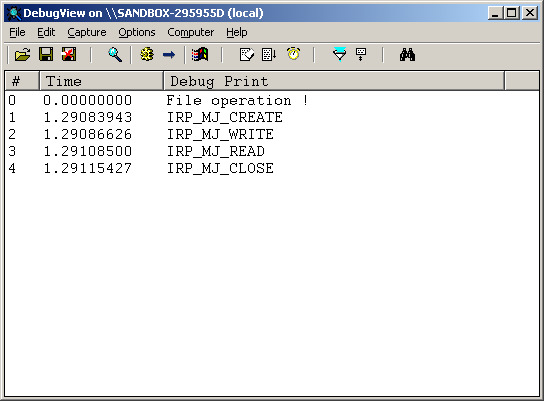 DebugView on \\SANDBOX-295955D (local)
File Edit Capture Options Computer Help
# Time Debug Print
0 0.00000000 File operation !
1 1.29083943 IRP_MJ_CREATE
2 1.29086626 IRP_MJ_WRITE
3 1.29108500 IRP_MJ_READ
4 1.29115427 IRP_MJ_CLOSE